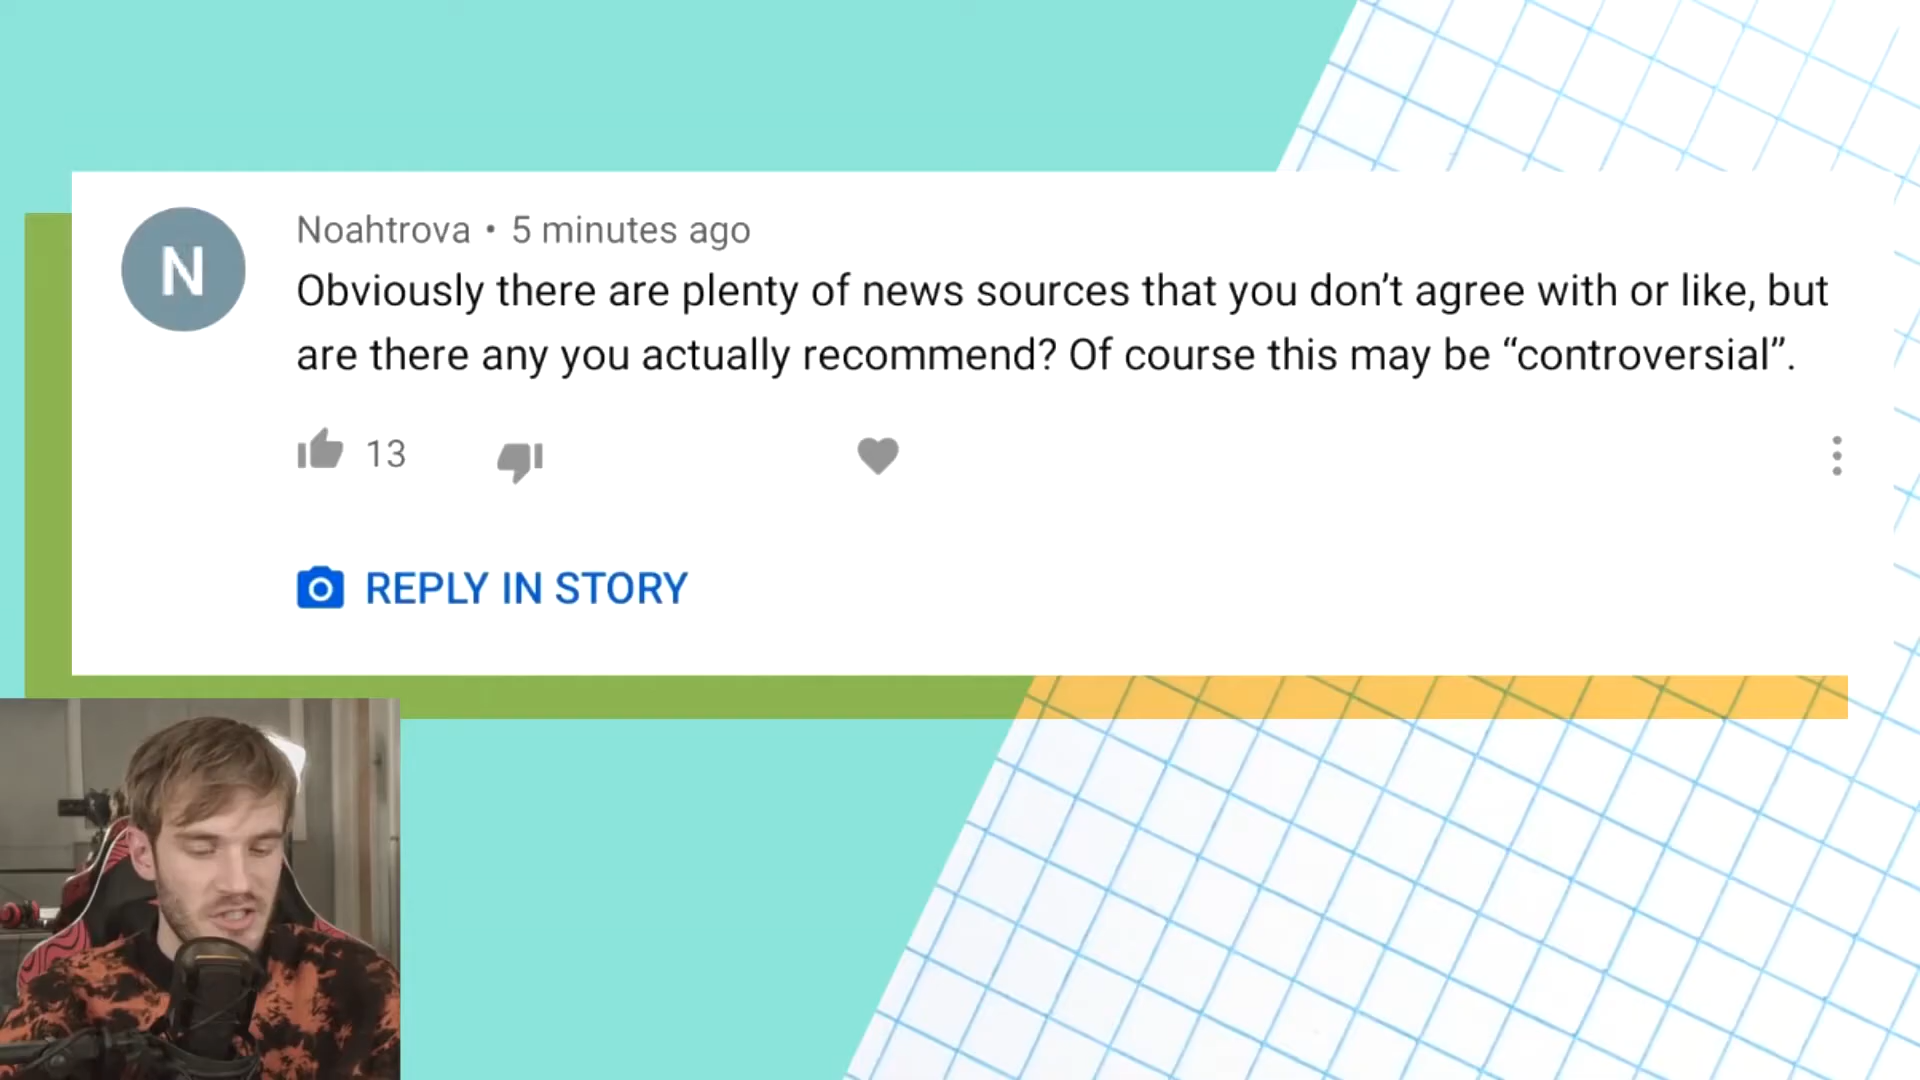 N
Noahtrova • 5 minutes ago
Obviously there are plenty of news sources that you don’t agree with or like, but
are there any you actually recommend? Of course this may be “controversial”.
13
REPLY IN STORY